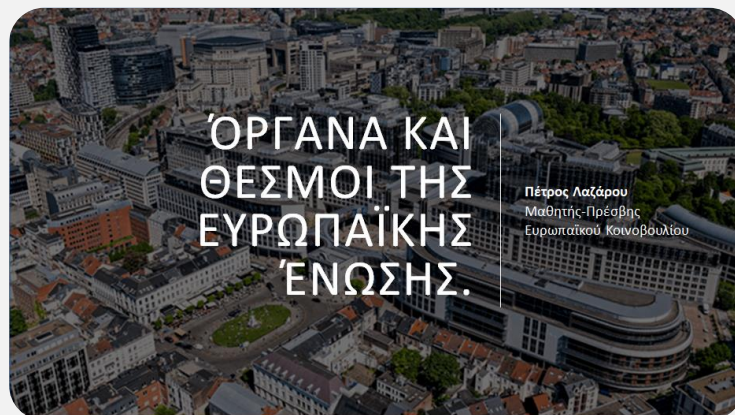 ΌΡΓΑΝΑ ΚΑΙ
ΘΕΣΜΟΙ ΤΗΣ
ΕΥΡΩΠΑΪΚΗΣ
ΈΝΩΣΗΣ.
Πέτρος Λαζάρου
Μαθητής-Πρέσβης
Ευρωπαϊκού Κοινοβουλίου